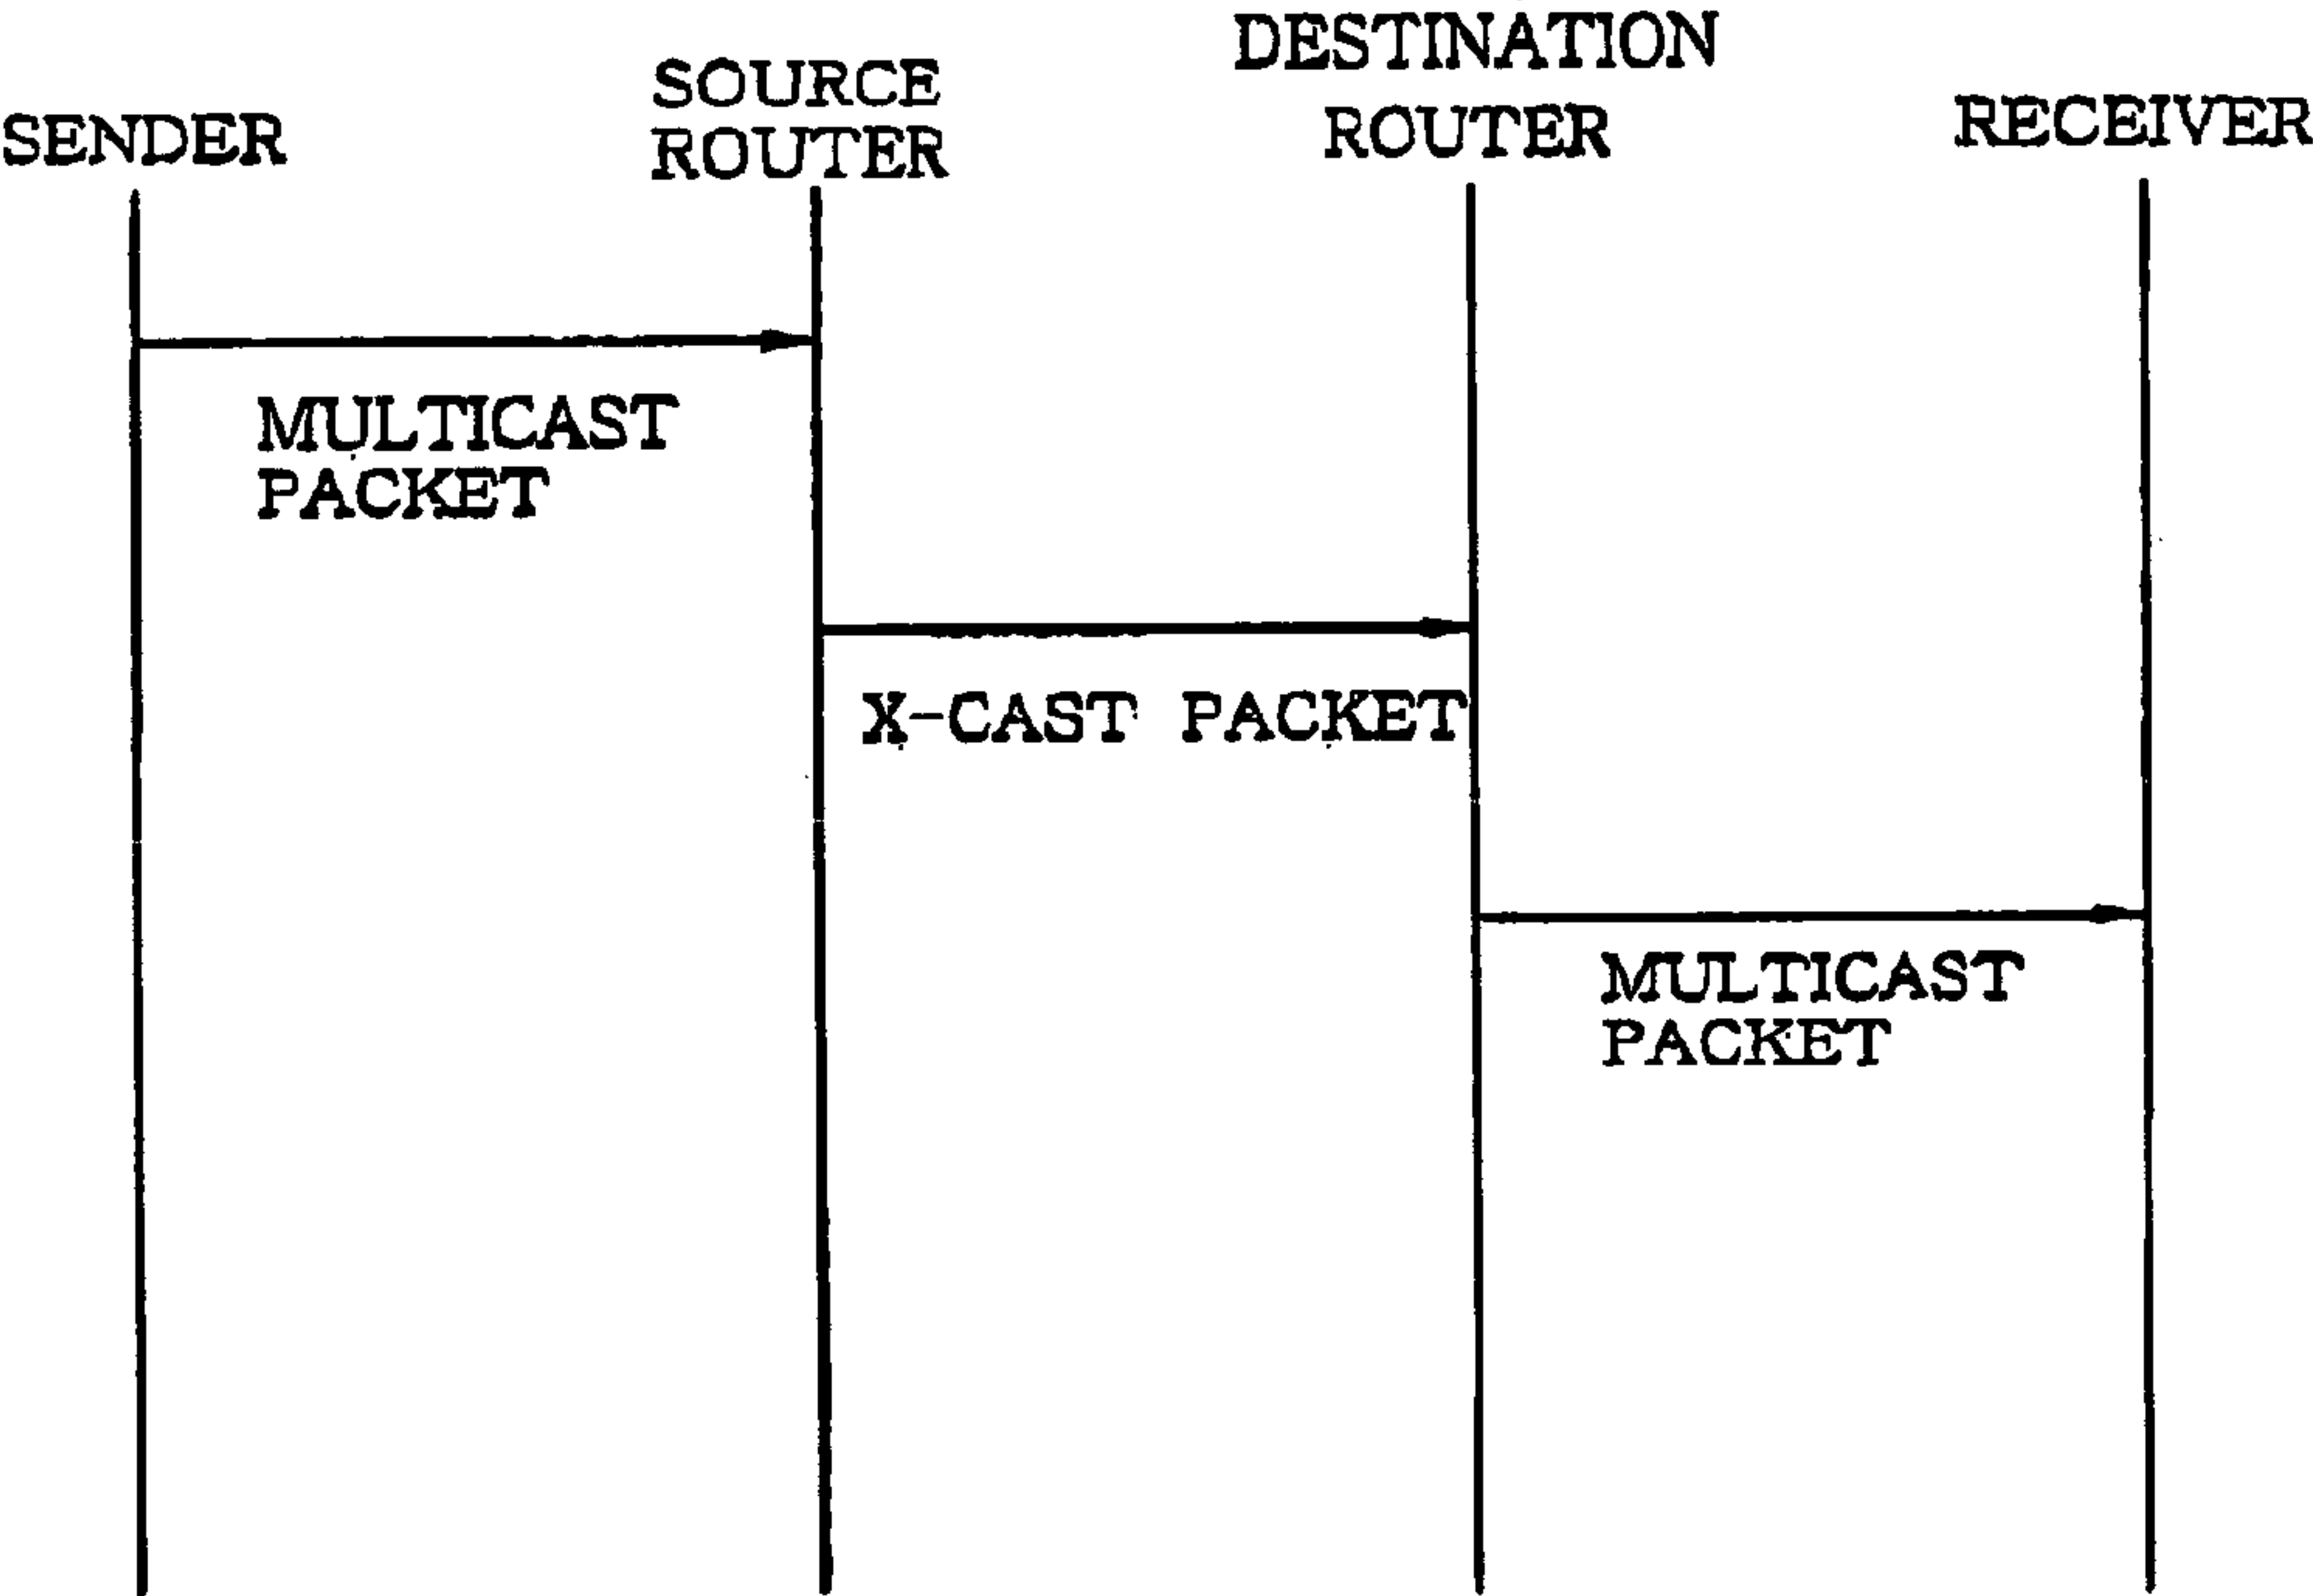 SENDER
SOURCE
ROUTER
DESTINATION
ROUTER
RECEIVER
MULTICAST
PACKET
X-CAST PACKET
MULTICAST
PACKET